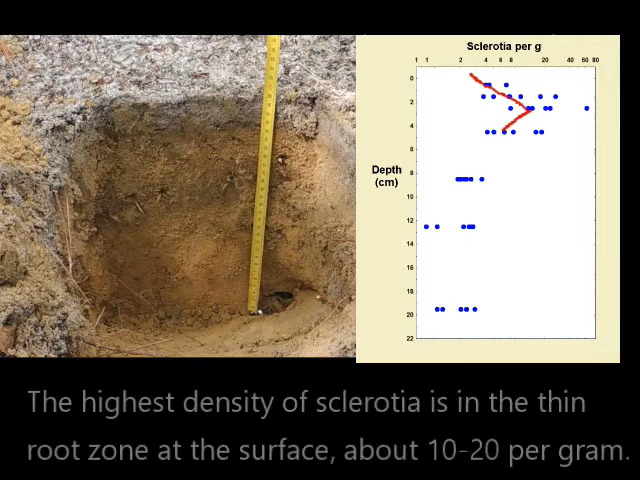 Sclerotia per g
1 1 2 4 6 8 20 40 60 80
0
2
4
6
Depth
(cm)
8
10
12
14
16
18
20
22
The highest density of sclerotia is in the thin
root zone at the surface, about 10-20 per gram.